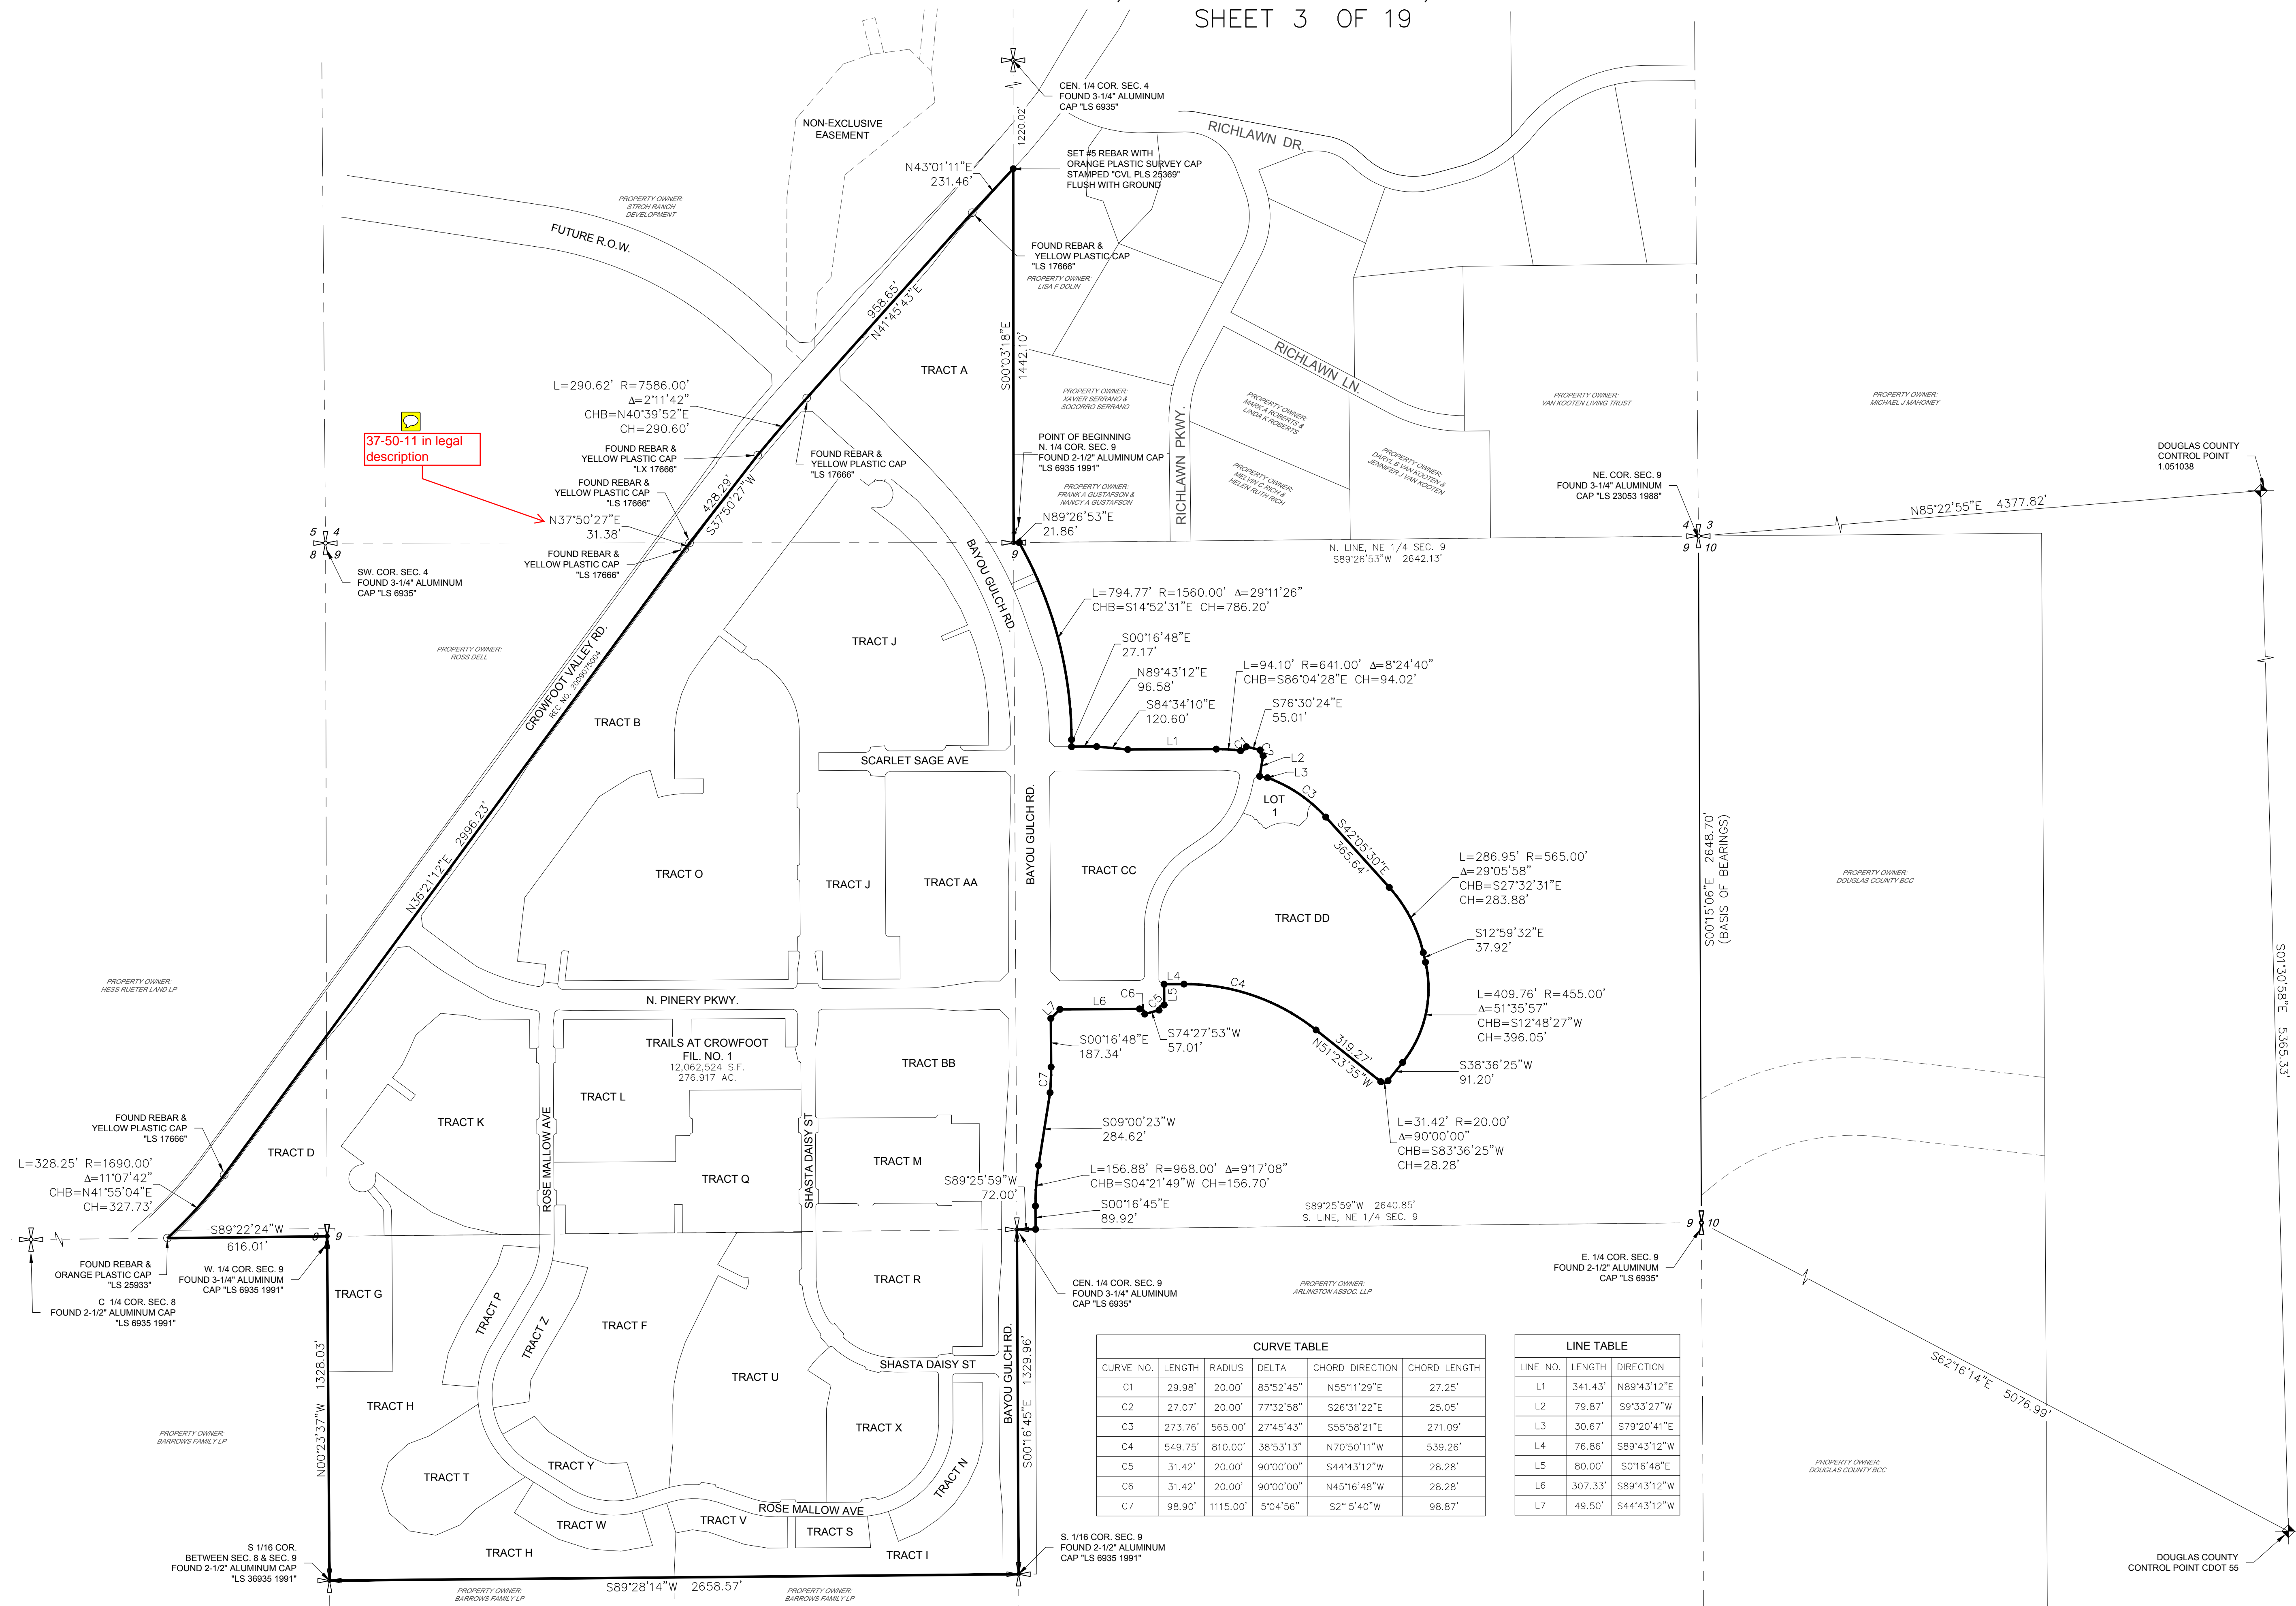 SHEET 3 OF 19
CEN. 1/4 COR. SEC. 4
FOUND 3-1/4" ALUMINUM
CAP "LS 6935"
1220.02'
NON-EXCLUSIVE
EASEMENT
RICHLAWN DR.
N43°01'11"E
231.46'
SET #5 REBAR WITH
ORANGE PLASTIC SURVEY CAP
STAMPED "CVL PLS 25369"
FLUSH WITH GROUND
PROPERTY OWNER:
STROH RANCH
DEVELOPMENT
FUTURE R.O.W.
FOUND REBAR &
YELLOW PLASTIC CAP
"LS 17666"
PROPERTY OWNER:
LISA F DOLIN
958.65'
N41°45'43"E
S00°03'18"E
1442.10'
TRACT A
RICHLAWN LN.
L=290.62' R=7586.00'
Δ=2°11'42"
CHB=N40°39'52"E
CH=290.60'
PROPERTY OWNER:
XAVIER SERRANO &
SOCORRO SERRANO
PROPERTY OWNER:
MARK A ROBERTS &
LINDA K ROBERTS
PROPERTY OWNER:
VAN KOOTEN LIVING TRUST
PROPERTY OWNER:
MICHAEL J MAHONEY
37-50-11 in legal
description
FOUND REBAR &
YELLOW PLASTIC CAP
"LX 17666"
FOUND REBAR &
YELLOW PLASTIC CAP
"LS 17666"
FOUND REBAR &
YELLOW PLASTIC CAP
"LS 17666"
POINT OF BEGINNING
N. 1/4 COR. SEC. 9
FOUND 2-1/2" ALUMINUM CAP
"LS 6935 1991"
RICHLAWN PKWY.
PROPERTY OWNER:
MELVIN C RICH &
HELEN RUTH RICH
PROPERTY OWNER:
DARYL B VAN KOOTEN &
JENNIFER J VAN KOOTEN
DOUGLAS COUNTY
CONTROL POINT
1.051038
NE. COR. SEC. 9
FOUND 3-1/4" ALUMINUM
CAP "LS 23053 1988"
PROPERTY OWNER:
FRANK A GUSTAFSON &
NANCY A GUSTAFSON
428.29'
S37°50'27"W
N37°50'27"E
31.38'
FOUND REBAR &
YELLOW PLASTIC CAP
"LS 17666"
N89°26'53"E
21.86'
N85°22'55"E 4377.82'
5 4
8 9
4
9
4 3
9 10
SW. COR. SEC. 4
FOUND 3-1/4" ALUMINUM
CAP "LS 6935"
N. LINE, NE 1/4 SEC. 9
S89°26'53"W 2642.13'
BAYOU GULCH RD.
L=794.77' R=1560.00' Δ=29°11'26"
CHB=S14°52'31"E CH=786.20'
CROWFOOT VALLEY RD.
REC NO. 2009075004
PROPERTY OWNER:
ROSS DELL
TRACT J
S00°16'48"E
27.17'
N89°43'12"E
96.58'
L=94.10' R=641.00' Δ=8°24'40"
CHB=S86°04'28"E CH=94.02'
S84°34'10"E
120.60'
S76°30'24"E
55.01'
TRACT B
L1
C1
C2
L2
L3
SCARLET SAGE AVE
C3
LOT
1
N36°21'12"E 2996.23'
BAYOU GULCH RD.
S42°05'30"E
365.64'
S00°15'06"E 2648.70'
(BASIS OF BEARINGS)
TRACT O
TRACT J
TRACT AA
TRACT CC
L=286.95' R=565.00'
Δ=29°05'58"
CHB=S27°32'31"E
CH=283.88'
PROPERTY OWNER:
DOUGLAS COUNTY BCC
TRACT DD
S12°59'32"E
37.92'
S01°30'58"E 5365.33'
PROPERTY OWNER:
HESS RUETER LAND LP
N. PINERY PKWY.
L4
L5
C4
C6
C5
L6
L7
L=409.76' R=455.00'
Δ=51°35'57"
CHB=S12°48'27"W
CH=396.05'
S74°27'53"W
57.01'
S00°16'48"E
187.34'
319.27'
N51°23'35"W
TRAILS AT CROWFOOT
FIL. NO. 1
12,062,524 S.F.
276.917 AC.
TRACT BB
S38°36'25"W
91.20'
C7
TRACT L
TRACT K
ROSE MALLOW AVE
SHASTA DAISY ST
FOUND REBAR &
YELLOW PLASTIC CAP
"LS 17666"
TRACT D
S09°00'23"W
284.62'
L=31.42' R=20.00'
Δ=90°00'00"
CHB=S83°36'25"W
CH=28.28'
L=328.25' R=1690.00'
Δ=11°07'42"
CHB=N41°55'04"E
CH=327.73'
TRACT M
TRACT Q
S89°25'59"W
72.00'
L=156.88' R=968.00' Δ=9°17'08"
CHB=S04°21'49"W CH=156.70'
S00°16'45"E
89.92'
S89°25'59"W 2640.85'
S. LINE, NE 1/4 SEC. 9
S89°22'24"W
616.01'
8 9
9 10
FOUND REBAR &
ORANGE PLASTIC CAP
"LS 25933"
W. 1/4 COR. SEC. 9
FOUND 3-1/4" ALUMINUM
CAP "LS 6935 1991"
C 1/4 COR. SEC. 8
FOUND 2-1/2" ALUMINUM CAP
"LS 6935 1991"
TRACT G
TRACT P
TRACT Z
TRACT F
TRACT R
CEN. 1/4 COR. SEC. 9
FOUND 3-1/4" ALUMINUM
CAP "LS 6935"
PROPERTY OWNER:
ARLINGTON ASSOC. LLP
E. 1/4 COR. SEC. 9
FOUND 2-1/2" ALUMINUM
CAP "LS 6935"
N00°23'37"W 1328.03'
BAYOU GULCH RD.
S00°16'45"E 1329.96'
SHASTA DAISY ST
TRACT U
TRACT H
TRACT X
S62°16'14"E 5076.99'
CURVE TABLE
CURVE NO. LENGTH RADIUS DELTA CHORD DIRECTION CHORD LENGTH
C1 29.98' 20.00' 85°52'45" N55°11'29"E 27.25'
C2 27.07' 20.00' 77°32'58" S26°31'22"E 25.05'
C3 273.76' 565.00' 27°45'43" S55°58'21"E 271.09'
C4 549.75' 810.00' 38°53'13" N70°50'11"W 539.26'
C5 31.42' 20.00' 90°00'00" S44°43'12"W 28.28'
C6 31.42' 20.00' 90°00'00" N45°16'48"W 28.28'
C7 98.90' 1115.00' 5°04'56" S2°15'40"W 98.87'
LINE TABLE
LINE NO. LENGTH DIRECTION
L1 341.43' N89°43'12"E
L2 79.87' S9°33'27"W
L3 30.67' S79°20'41"E
L4 76.86' S89°43'12"W
L5 80.00' S0°16'48"E
L6 307.33' S89°43'12"W
L7 49.50' S44°43'12"W
PROPERTY OWNER:
BARROWS FAMILY LP
TRACT T
TRACT Y
TRACT N
PROPERTY OWNER:
DOUGLAS COUNTY BCC
ROSE MALLOW AVE
TRACT W
TRACT V
TRACT S
TRACT H
TRACT I
S 1/16 COR.
BETWEEN SEC. 8 & SEC. 9
FOUND 2-1/2" ALUMINUM CAP
"LS 36935 1991"
S. 1/16 COR. SEC. 9
FOUND 2-1/2" ALUMINUM
CAP "LS 6935 1991"
DOUGLAS COUNTY
CONTROL POINT CDOT 55
S89°28'14"W 2658.57'
PROPERTY OWNER:
BARROWS FAMILY LP
PROPERTY OWNER:
BARROWS FAMILY LP